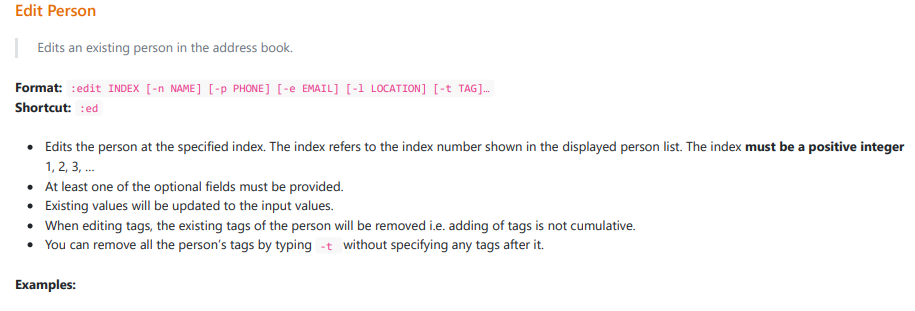 Edit Person
Edits an existing person in the address book.
Format: :edit INDEX [-n NAME] [-p PHONE] [-e EMAIL] [-l LOCATION] [-t TAG]…
Shortcut: :ed
• Edits the person at the specified index. The index refers to the index number shown in the displayed person list. The index must be a positive integer
1, 2, 3, …
• At least one of the optional fields must be provided.
• Existing values will be updated to the input values.
• When editing tags, the existing tags of the person will be removed i.e. adding of tags is not cumulative.
• You can remove all the person’s tags by typing -t without specifying any tags after it.
Examples: